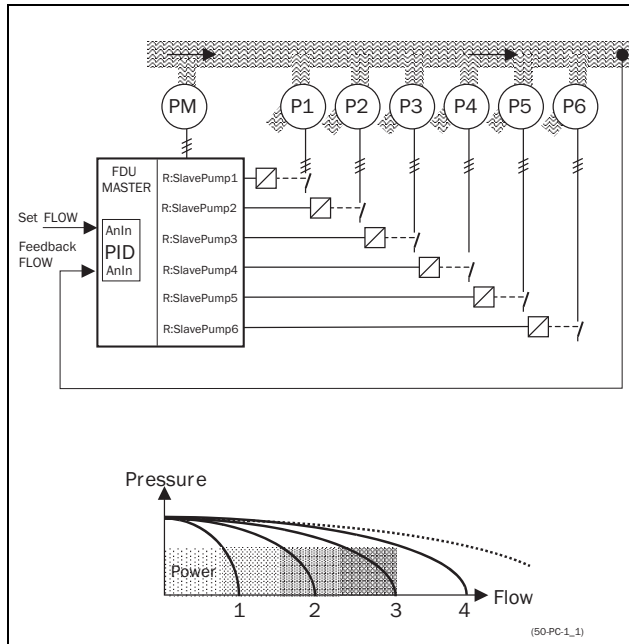 PM
P1
P2
P3
P4
P5
P6
FDU
MASTER
R:SlavePump1
R:SlavePump2
R:SlavePump3
R:SlavePump4
R:SlavePump5
R:SlavePump6
Set FLOW
Feedback
FLOW
AnIn
PID
AnIn
Pressure
Power
Flow
1
2
3
4
(50-PC-1_1)